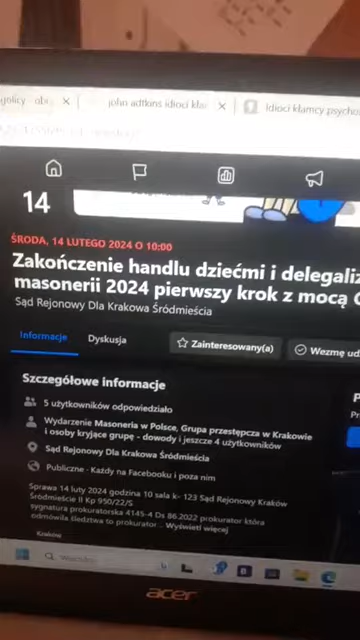 john adtkins idioci kła
Idioci kłamcy psycho
14
ŚRODA, 14 LUTEGO 2024 O 10:00
Zakończenie handlu dziećmi i delegaliz
masonerii 2024 pierwszy krok z mocą
Sąd Rejonowy Dla Krakowa Śródmieścia
Informacje
Dyskusja
Zainteresowany(a)
Wezmę ud
Szczegółowe informacje
5 użytkowników odpowiedziało
Wydarzenie Masoneria w Polsce, Grupa przestępcza w Krakowie
i osoby kryjące grupę - dowody i jeszcze 4 użytkowników
Sąd Rejonowy Dla Krakowa Śródmieścia
Publiczne · Każdy na Facebooku i poza nim
Sprawa 14 luty 2024 godzina 10 sala k- 123 Sąd Rejonowy Kraków
Śródmieście II Kp 950/22/S
sygnatura prokuratorska 4145-4 Ds 86.2022 prokurator która
odmówiła śledztwa to prokurator .. Wyświetl więcej
Kraków
acer